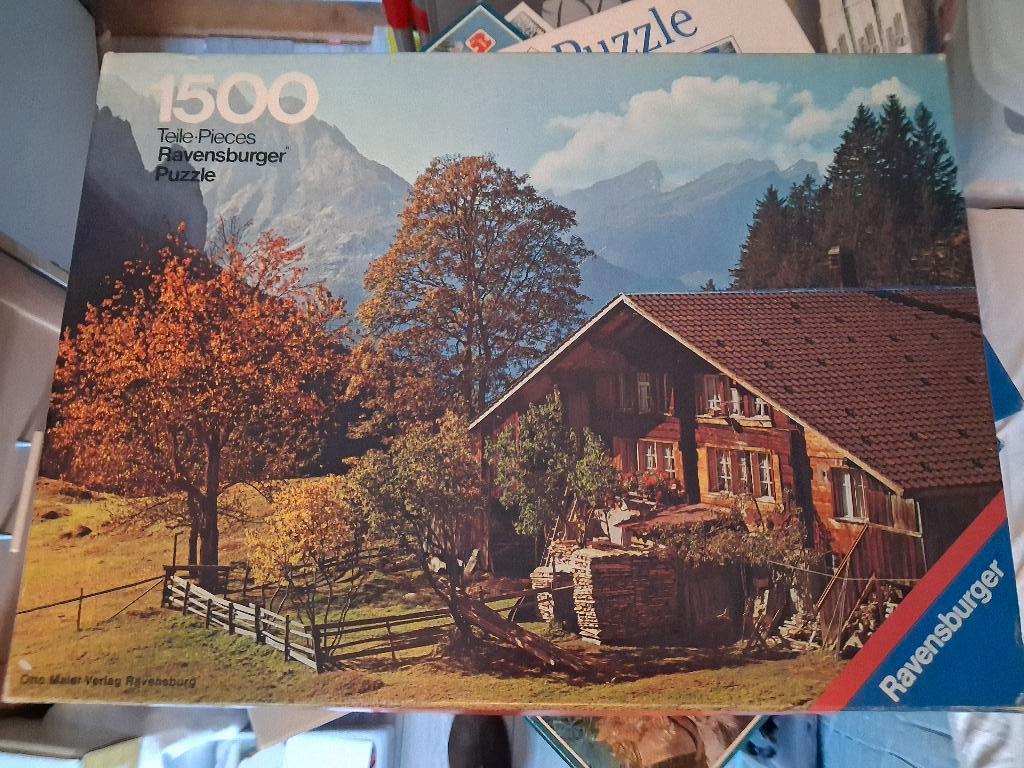 Puzzle
1500
Teile·Pieces
Ravensburger®
Puzzle
Otto Maier Verlag Ravensburg
Ravensburger